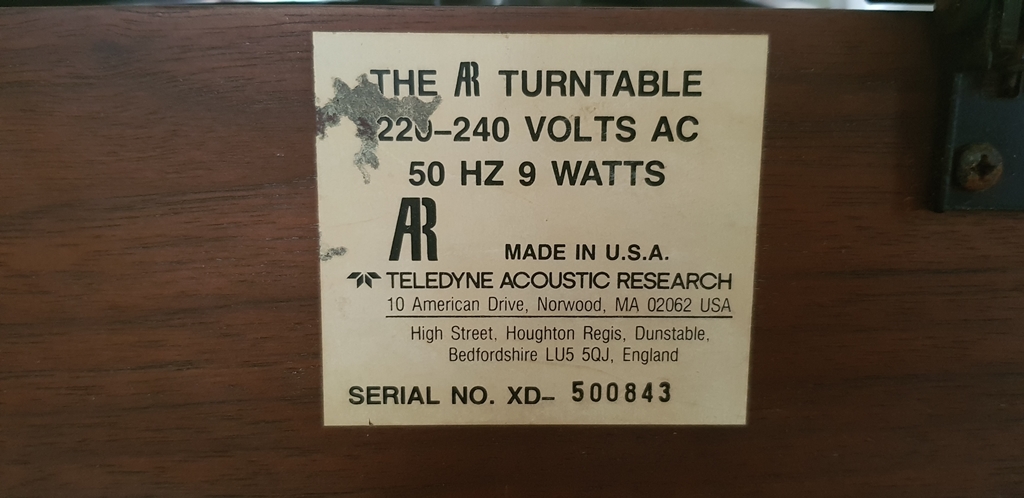 THE AR TURNTABLE
220-240 VOLTS AC
50 HZ 9 WATTS
AR
MADE IN U.S.A.
TELEDYNE ACOUSTIC RESEARCH
10 American Drive, Norwood, MA 02062 USA
High Street, Houghton Regis, Dunstable,
Bedfordshire LU5 5QJ, England
SERIAL NO. XD- 500843